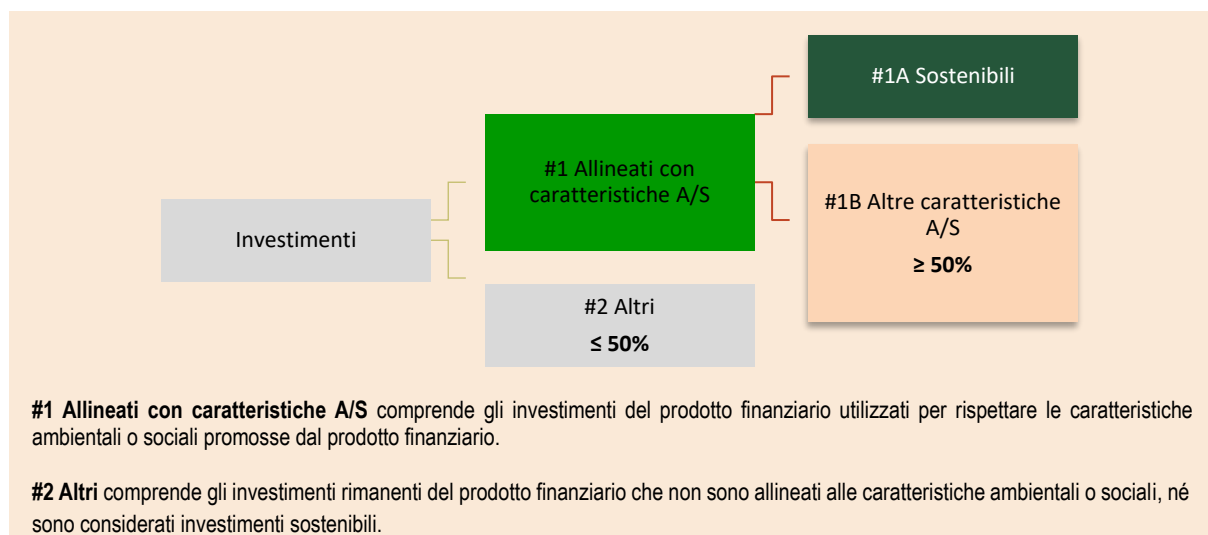 #1A Sostenibili
#1 Allineati con
caratteristiche A/S
#1B Altre caratteristiche
A/S
≥ 50%
Investimenti
#2 Altri
≤ 50%
#1 Allineati con caratteristiche A/S comprende gli investimenti del prodotto finanziario utilizzati per rispettare le caratteristiche
ambientali o sociali promosse dal prodotto finanziario.
#2 Altri comprende gli investimenti rimanenti del prodotto finanziario che non sono allineati alle caratteristiche ambientali o sociali, né
sono considerati investimenti sostenibili.